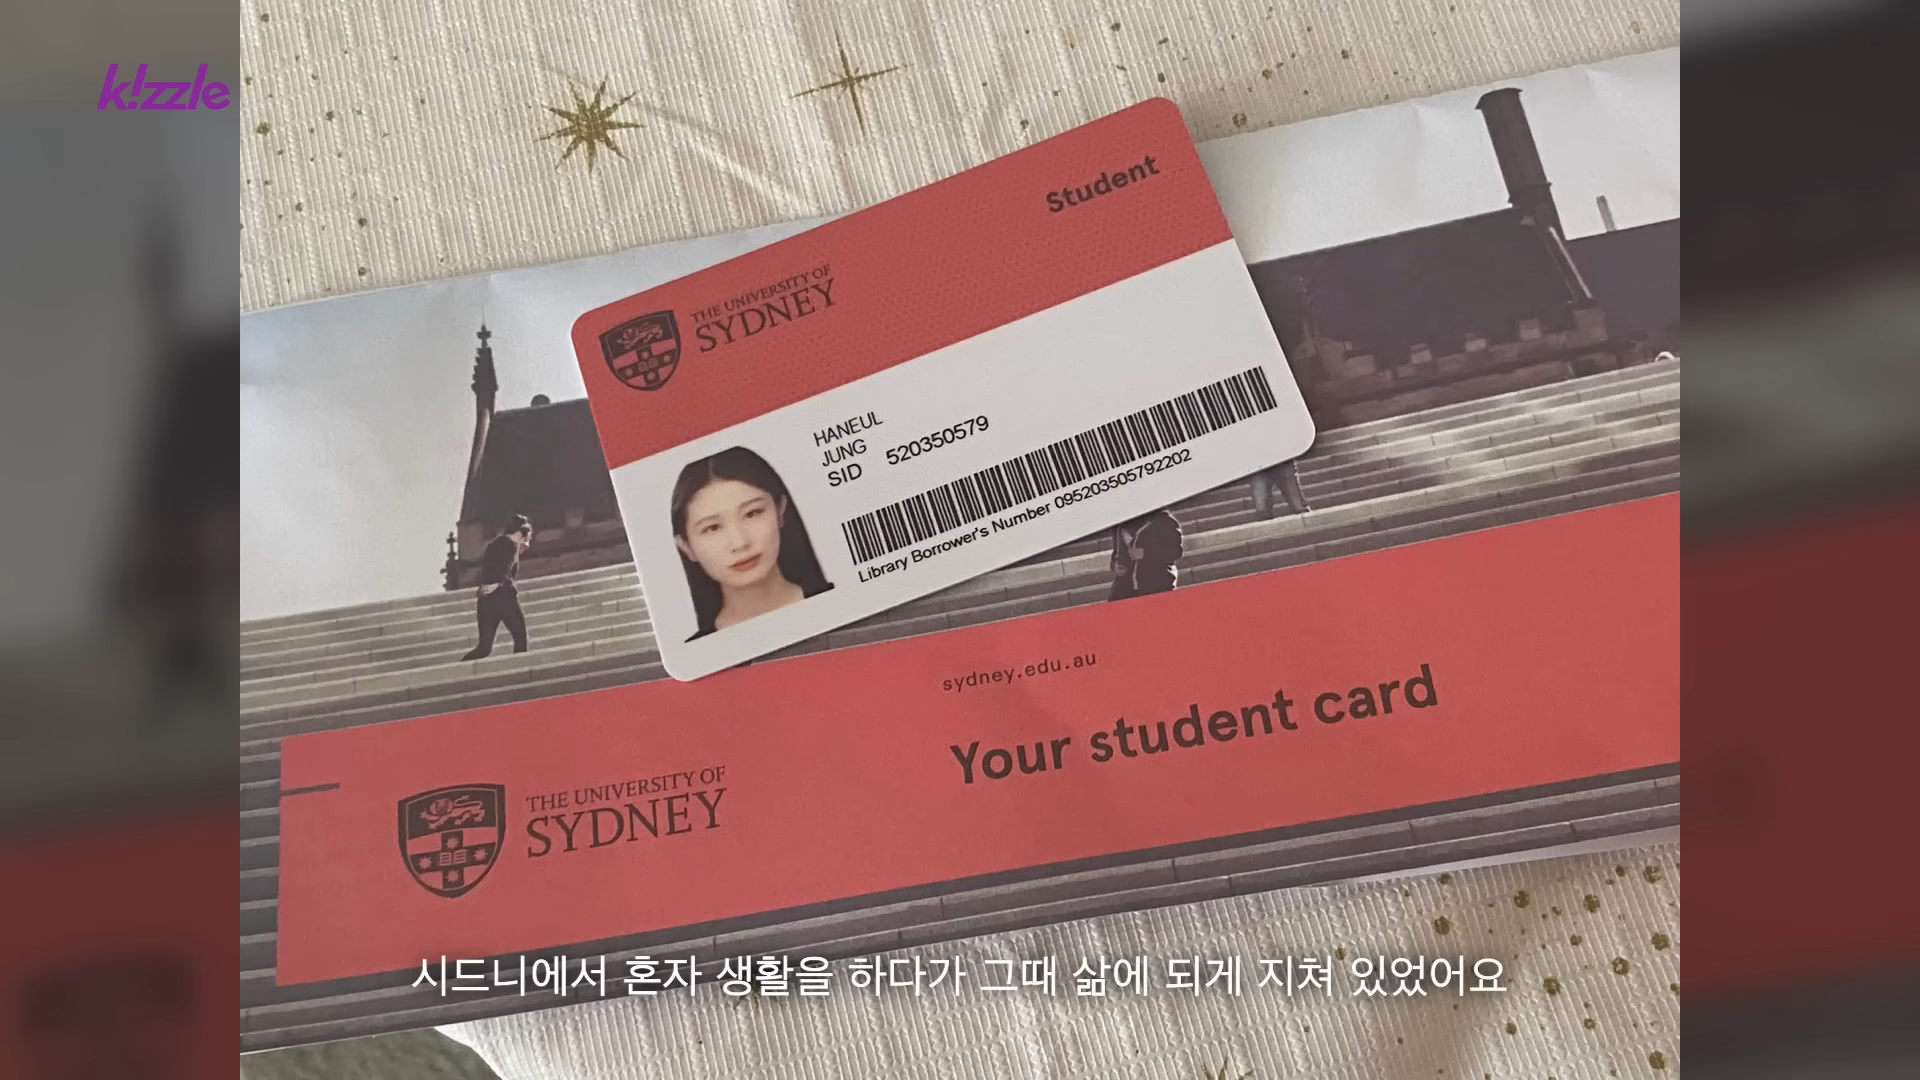 k!zzle
Student
THE UNIVERSITY OF
SYDNEY
HANEUL
JUNG
SID 520350579
Library Borrower's Number 095203505792202
sydney.edu.au
Your student card
THE UNIVERSITY OF
SYDNEY
시드니에서 혼자 생활을 하다가 그때 삶에 되게 지쳐 있었어요